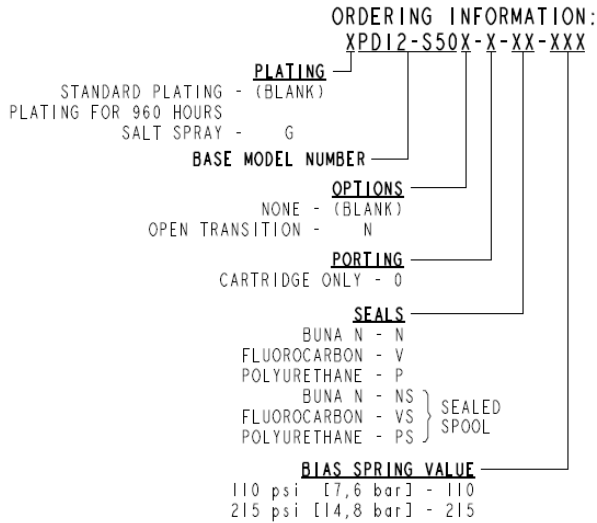 ORDERING INFORMATION:
XPD12-S50X-X-XX-XXX
PLATING
STANDARD PLATING - (BLANK)
PLATING FOR 960 HOURS
SALT SPRAY - G
BASE MODEL NUMBER
OPTIONS
NONE - (BLANK)
OPEN TRANSITION - N
PORTING
CARTRIDGE ONLY - 0
SEALS
BUNA N - N
FLUOROCARBON - V
POLYURETHANE - P
BUNA N - NS
FLUOROCARBON - VS
POLYURETHANE - PS
SEALED
SPOOL
BIAS SPRING VALUE
110 psi [7,6 bar] - 110
215 psi [14,8 bar] - 215